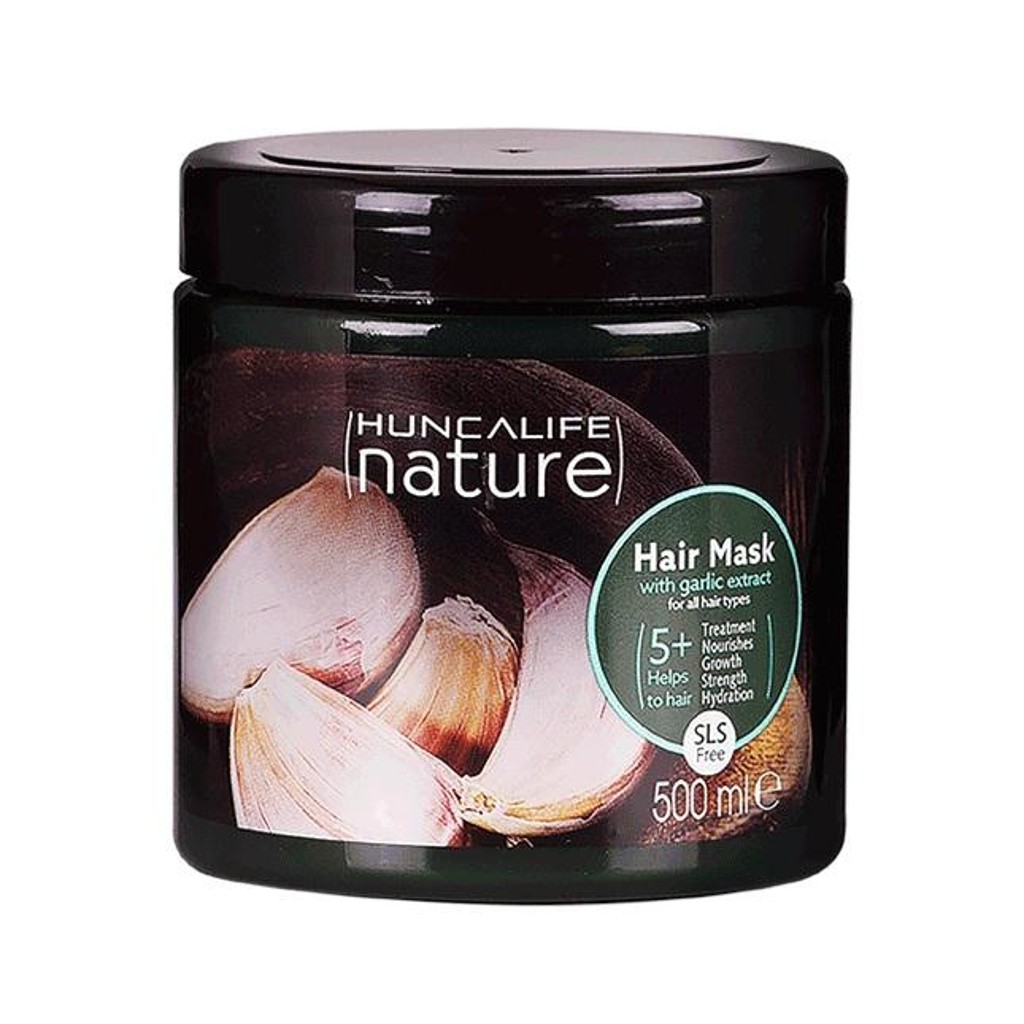 HUNCALIFE
nature
Hair Mask
with garlic extract
for all hair types
5+
Helps
to hair
Treatment
Nourishes
Growth
Strength
Hydration
SLS
Free
500 ml e